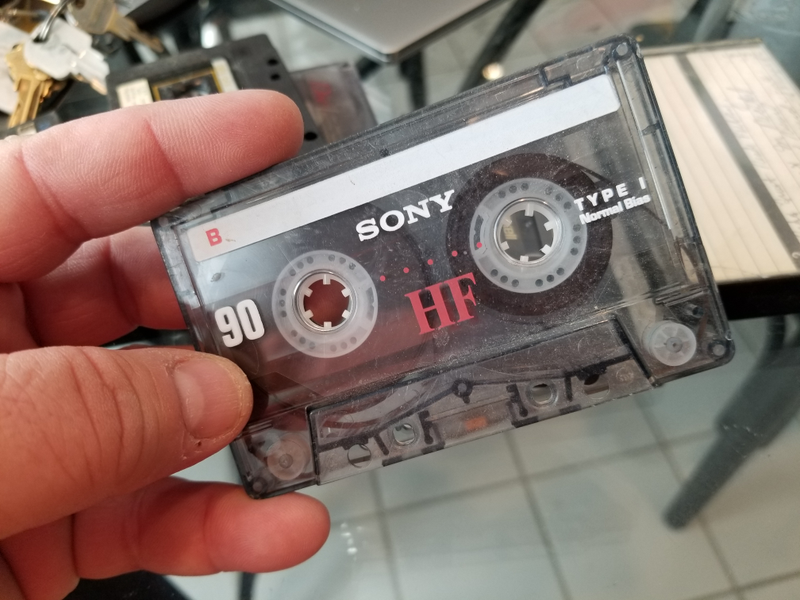 B
SONY
TYPE I
Normal Bias
90
HF